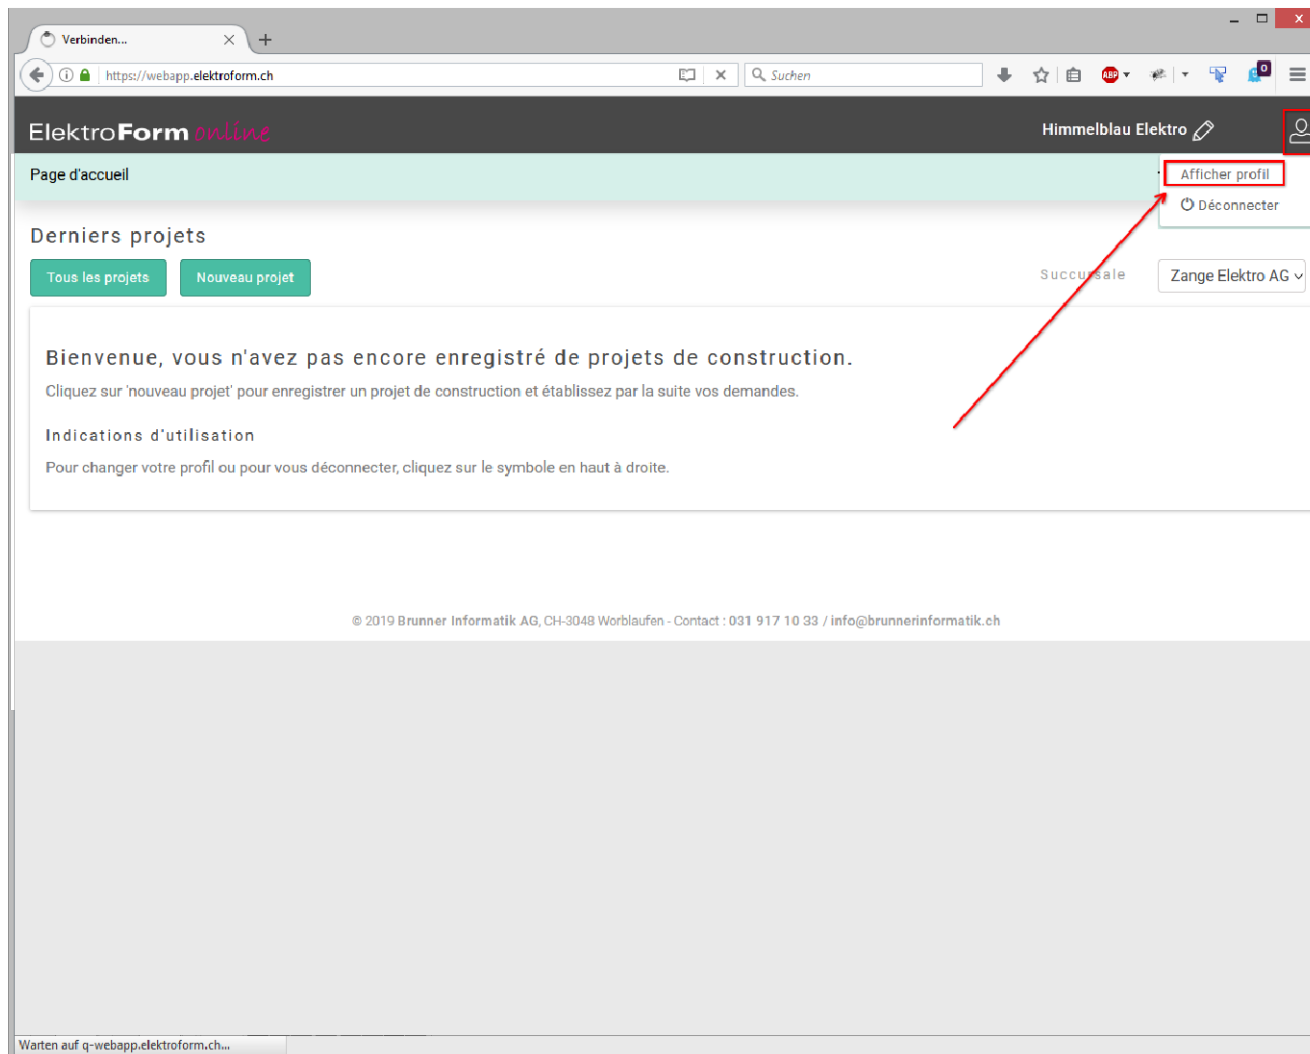 Verbinden...
https://webapp.elektroform.ch
Suchen
ABP
0
ElektroForm online
Himmelblau Elektro
Page d'accueil
Afficher profil
Déconnecter
Derniers projets
Tous les projets
Nouveau projet
Succursale
Zange Elektro AG
Bienvenue, vous n'avez pas encore enregistré de projets de construction.
Cliquez sur 'nouveau projet' pour enregistrer un projet de construction et établissez par la suite vos demandes.
Indications d'utilisation
Pour changer votre profil ou pour vous déconnecter, cliquez sur le symbole en haut à droite.
© 2019 Brunner Informatik AG, CH-3048 Worblaufen - Contact : 031 917 10 33 / info@brunnerinformatik.ch
Warten auf q-webapp.elektroform.ch...